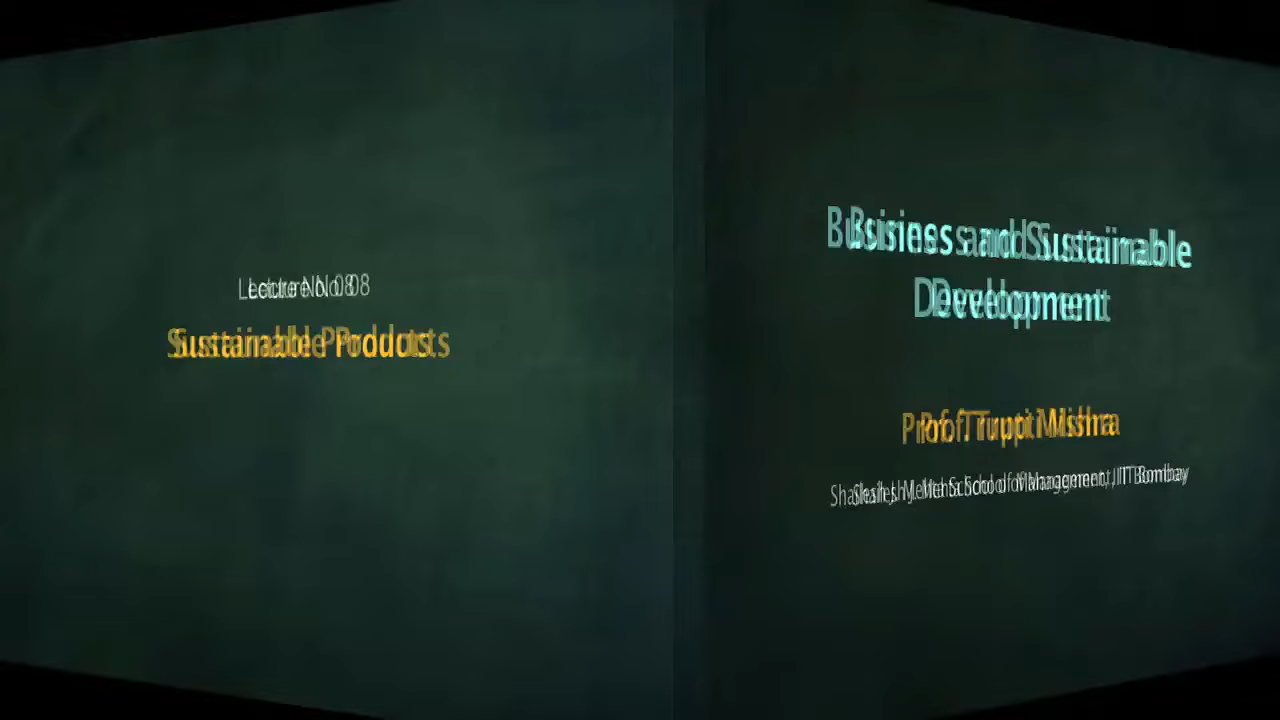 Lecture No. 08
Sustainable Products
Business and Sustainable
Development
Prof. Trupti Mishra
Shailesh J. Mehta School of Management, IIT Bombay